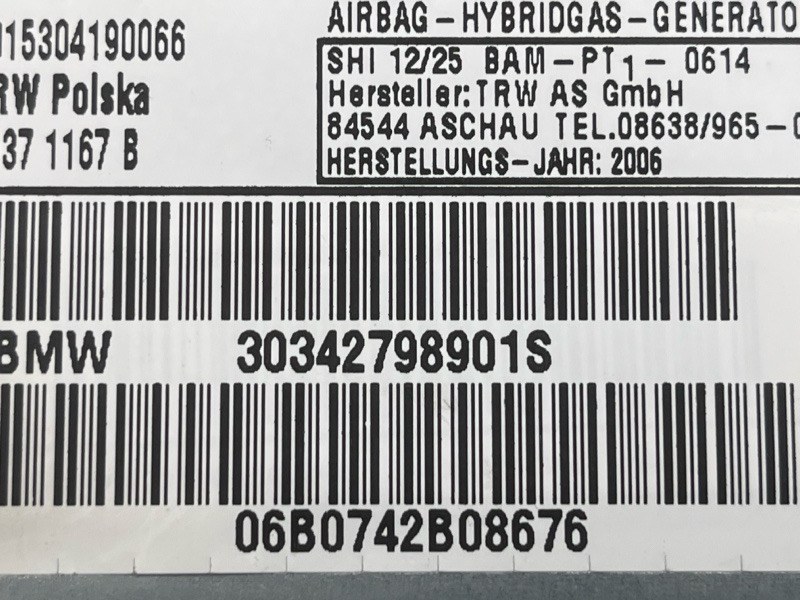 015304190066
RW Polska
37 1167 B
AIRBAG-HYBRIDGAS-GENERATO
SHI 12/25 BAM-PT1-0614
Hersteller: TRW AS GmbH
84544 ASCHAU TEL.08638/965-0
HERSTELLUNGS-JAHR: 2006
BMW 30342798901S
06B0742B08676